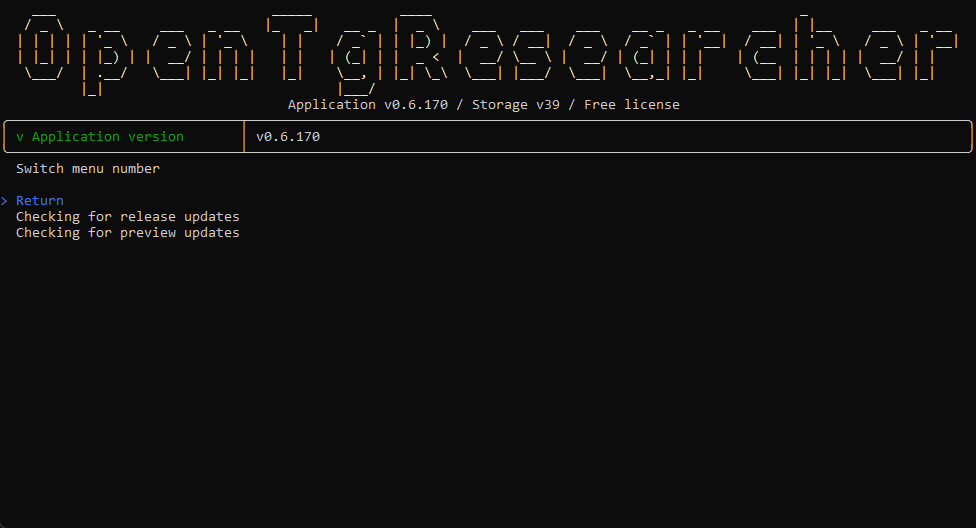 OpenTgResearcher
Application v0.6.170 / Storage v39 / Free license
v Application version v0.6.170
Switch menu number
> Return
Checking for release updates
Checking for preview updates